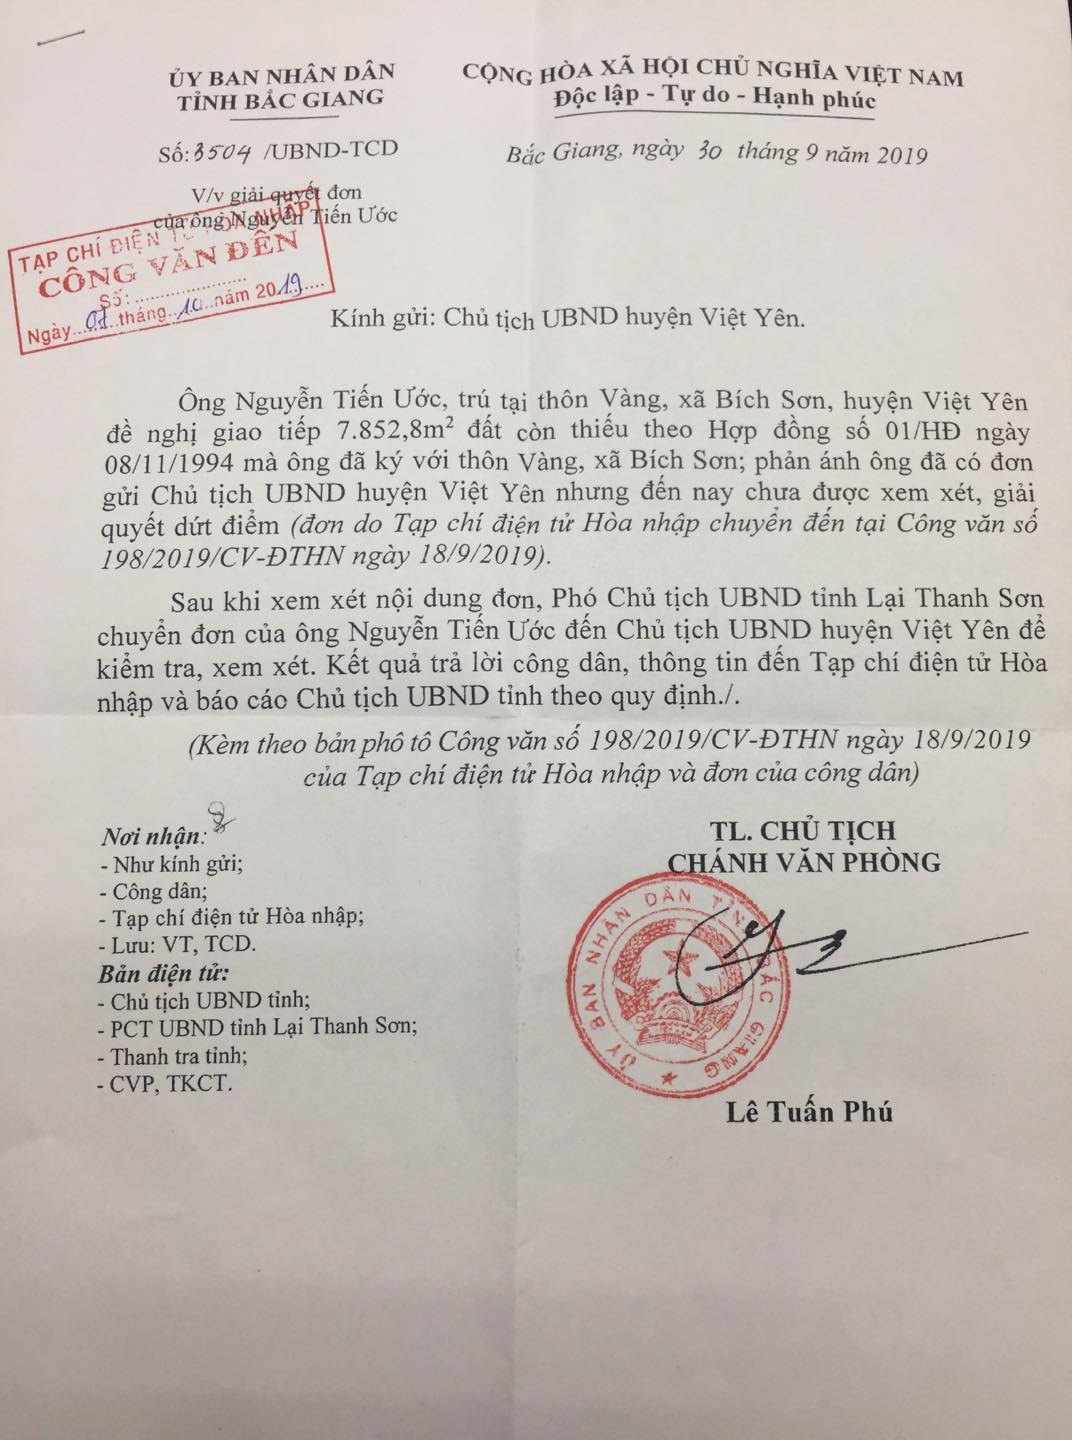 ỦY BAN NHÂN DÂN
TỈNH BẮC GIANG
CỘNG HÒA XÃ HỘI CHỦ NGHĨA VIỆT NAM
Độc lập - Tự do - Hạnh phúc
Số: 3504 /UBND-TCD
Bắc Giang, ngày 30 tháng 9 năm 2019
V/v giải quyết đơn
của ông Nguyễn Tiến Ước
TẠP CHÍ ĐIỆN TỬ HÒA NHẬP
CÔNG VĂN ĐẾN
Số:....................
Ngày...01...tháng...10...năm 2019....
Kính gửi: Chủ tịch UBND huyện Việt Yên.
Ông Nguyễn Tiến Ước, trú tại thôn Vàng, xã Bích Sơn, huyện Việt Yên
đề nghị giao tiếp 7.852,8m² đất còn thiếu theo Hợp đồng số 01/HĐ ngày
08/11/1994 mà ông đã ký với thôn Vàng, xã Bích Sơn; phản ánh ông đã có đơn
gửi Chủ tịch UBND huyện Việt Yên nhưng đến nay chưa được xem xét, giải
quyết dứt điểm (đơn do Tạp chí điện tử Hòa nhập chuyển đến tại Công văn số
198/2019/CV-ĐTHN ngày 18/9/2019).
Sau khi xem xét nội dung đơn, Phó Chủ tịch UBND tỉnh Lại Thanh Sơn
chuyển đơn của ông Nguyễn Tiến Ước đến Chủ tịch UBND huyện Việt Yên để
kiểm tra, xem xét. Kết quả trả lời công dân, thông tin đến Tạp chí điện tử Hòa
nhập và báo cáo Chủ tịch UBND tỉnh theo quy định./.
(Kèm theo bản phô tô Công văn số 198/2019/CV-ĐTHN ngày 18/9/2019
của Tạp chí điện tử Hòa nhập và đơn của công dân)
Nơi nhận:
- Như kính gửi;
- Công dân;
- Tạp chí điện tử Hòa nhập;
- Lưu: VT, TCD.
Bản điện tử:
- Chủ tịch UBND tỉnh;
- PCT UBND tỉnh Lại Thanh Sơn;
- Thanh tra tỉnh;
- CVP, TKCT.
TL. CHỦ TỊCH
CHÁNH VĂN PHÒNG
ỦY BAN NHÂN DÂN TỈNH BẮC GIANG
Lê Tuấn Phú